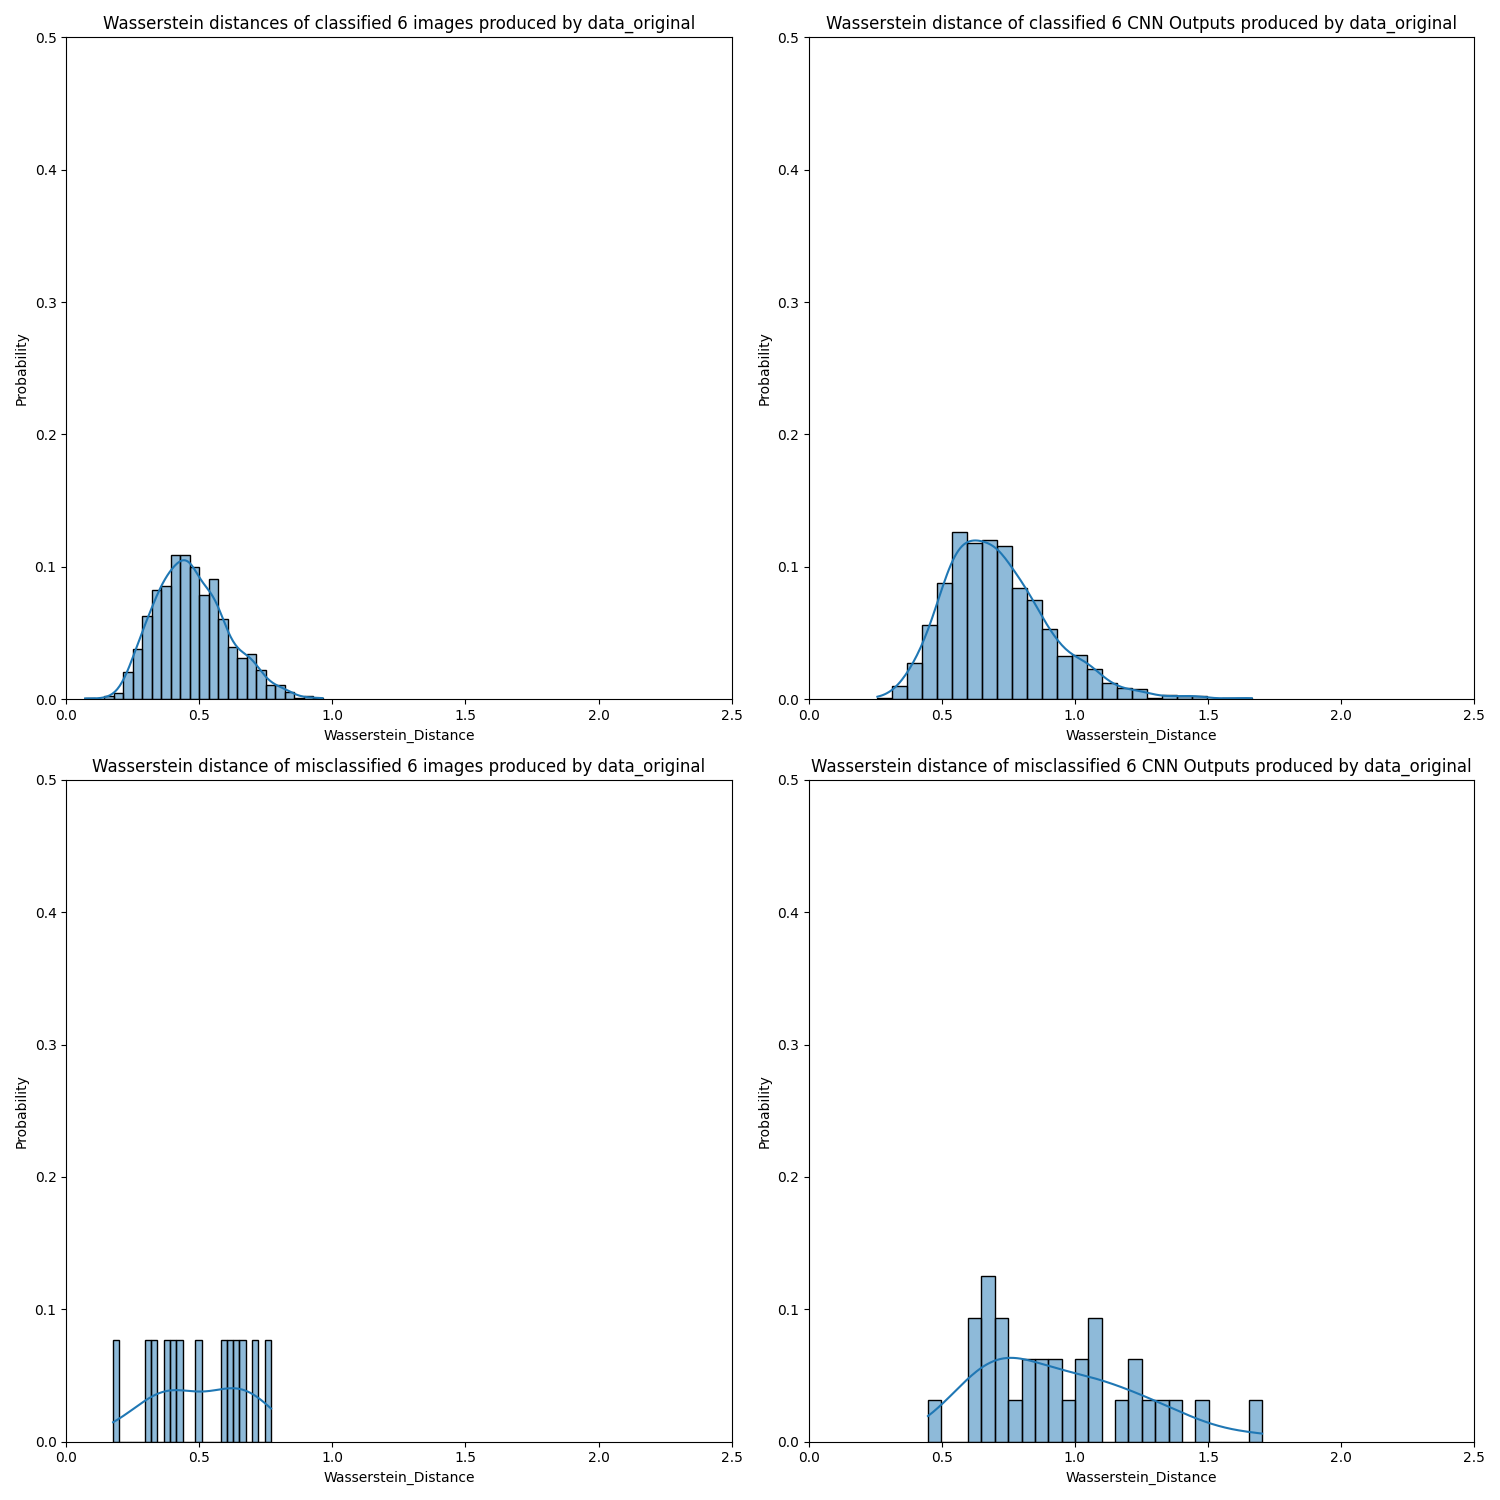 Wasserstein distances of classified 6 images produced by data_original
0.5
0.4
0.3
0.2
0.1
0.0
Probability
0.0 0.5 1.0 1.5 2.0 2.5
Wasserstein_Distance
Wasserstein distance of classified 6 CNN Outputs produced by data_original
0.5
0.4
0.3
0.2
0.1
0.0
Probability
0.0 0.5 1.0 1.5 2.0 2.5
Wasserstein_Distance
Wasserstein distance of misclassified 6 images produced by data_original
0.5
0.4
0.3
0.2
0.1
0.0
Probability
0.0 0.5 1.0 1.5 2.0 2.5
Wasserstein_Distance
Wasserstein distance of misclassified 6 CNN Outputs produced by data_original
0.5
0.4
0.3
0.2
0.1
0.0
Probability
0.0 0.5 1.0 1.5 2.0 2.5
Wasserstein_Distance